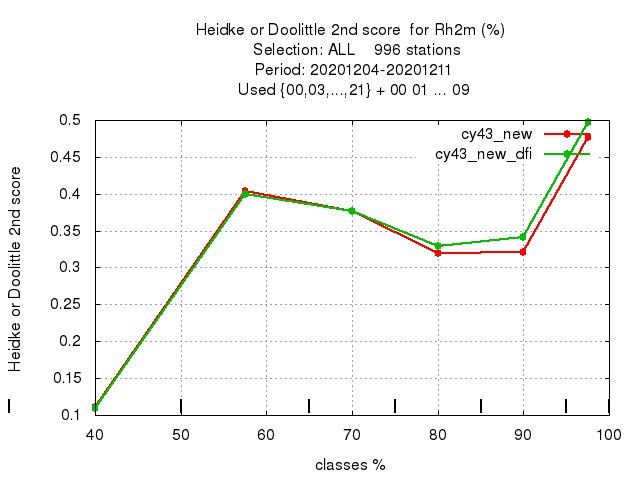 Heidke or Doolittle 2nd score  for Rh2m (%)
Selection: ALL    996 stations
Period: 20201204-20201211
Used {00,03,...,21} + 00 01 ... 09
cy43_new
cy43_new_dfi
Heidke or Doolittle 2nd score
0.5
0.45
0.4
0.35
0.3
0.25
0.2
0.15
0.1
40 50 60 70 80 90 100
classes %